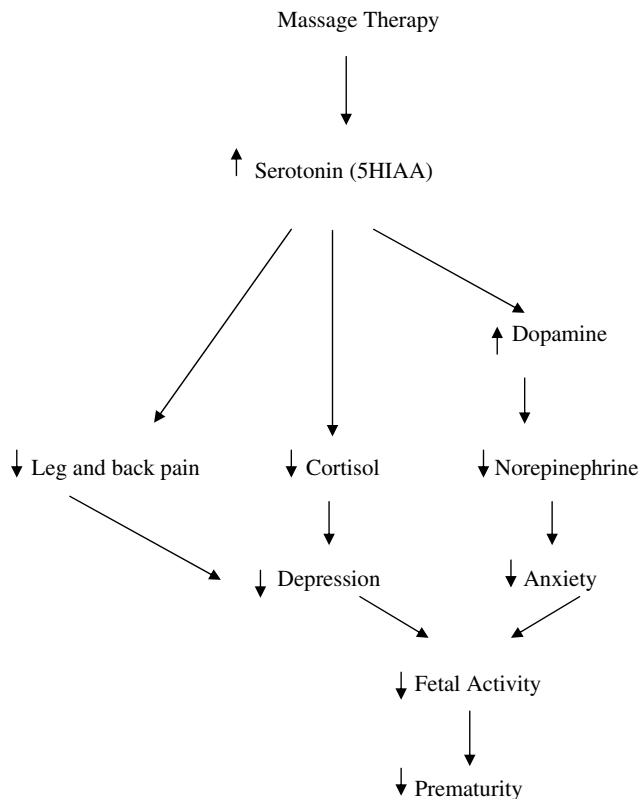 Massage Therapy
Serotonin (5HIAA)
Dopamine
Leg and back pain
Cortisol
Norepinephrine
Depression
Anxiety
Fetal Activity
Prematurity